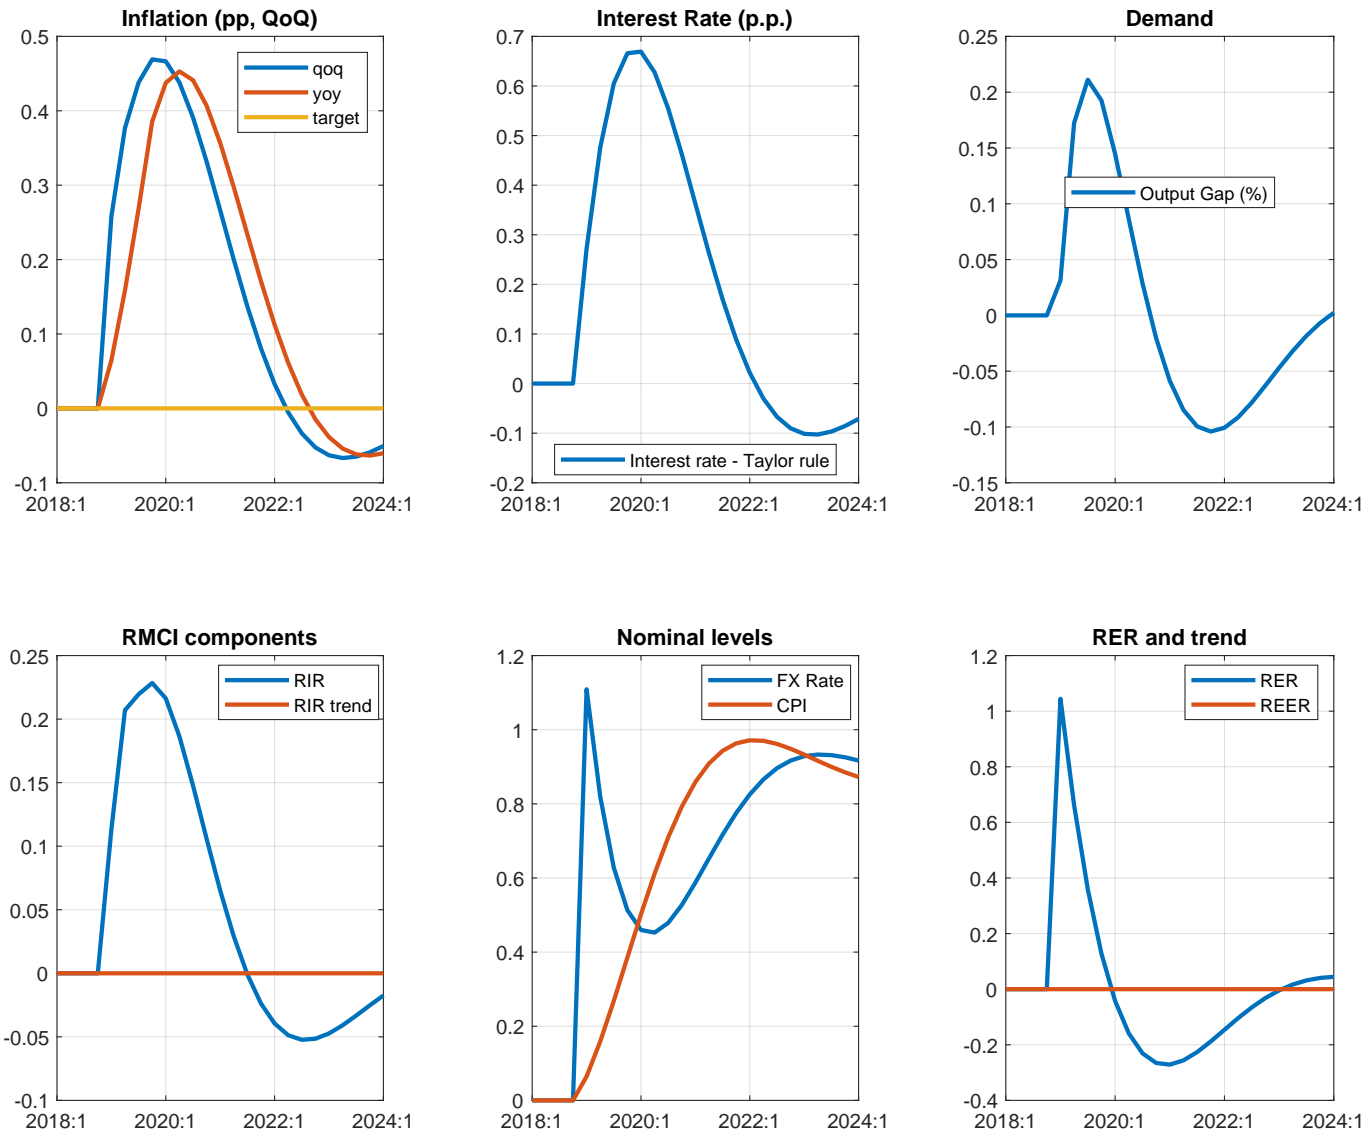 Inflation (pp, QoQ)
0.5
0.4
0.3
0.2
0.1
0
-0.1
2018:1 2020:1 2022:1 2024:1
qoq
yoy
target
Interest Rate (p.p.)
0.7
0.6
0.5
0.4
0.3
0.2
0.1
0
-0.1
-0.2
2018:1 2020:1 2022:1 2024:1
Interest rate - Taylor rule
Demand
0.25
0.2
0.15
0.1
0.05
0
-0.05
-0.1
-0.15
2018:1 2020:1 2022:1 2024:1
Output Gap (%)
RMCI components
0.25
0.2
0.15
0.1
0.05
0
-0.05
-0.1
2018:1 2020:1 2022:1 2024:1
RIR
RIR trend
Nominal levels
1.2
1
0.8
0.6
0.4
0.2
0
2018:1 2020:1 2022:1 2024:1
FX Rate
CPI
RER and trend
1.2
1
0.8
0.6
0.4
0.2
0
-0.2
-0.4
2018:1 2020:1 2022:1 2024:1
RER
REER